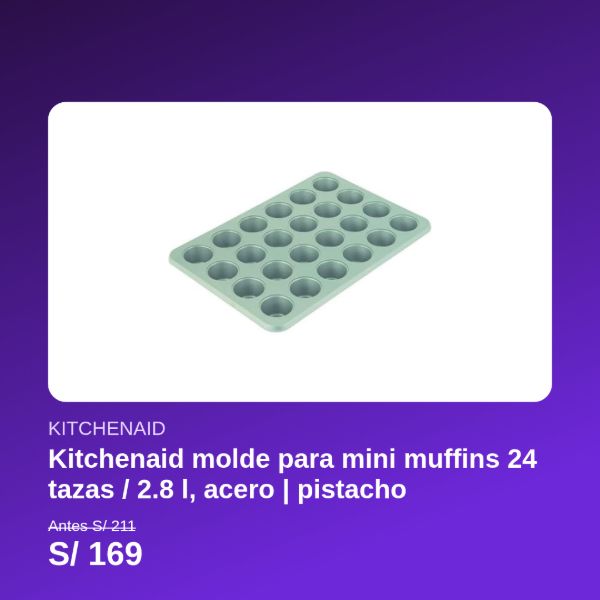 KITCHENAID
Kitchenaid molde para mini muffins 24
tazas / 2.8 l, acero | pistacho
Antes S/ 211
S/ 169